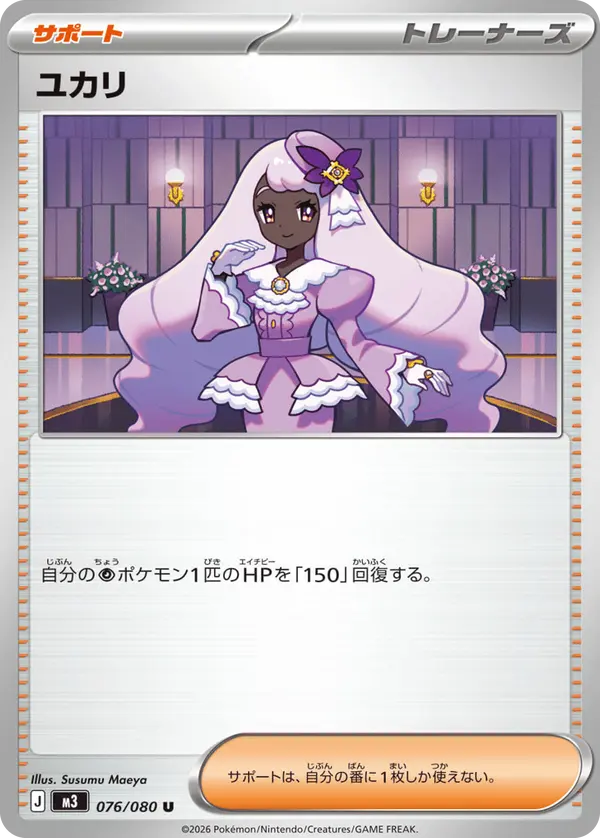 サポート
トレーナーズ
ユカリ
じぶん ちょう びき エイチピー かいふく
自分の超ポケモン1匹のHPを「150」回復する。
じぶん ばん まい つか
サポートは、自分の番に1枚しか使えない。
Illus. Susumu Maeya
J M3 076/080 U
©2026 Pokémon/Nintendo/Creatures/GAME FREAK.